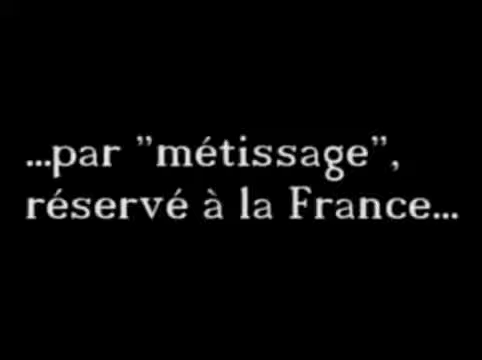 ...par "métissage",
réservé à la France...